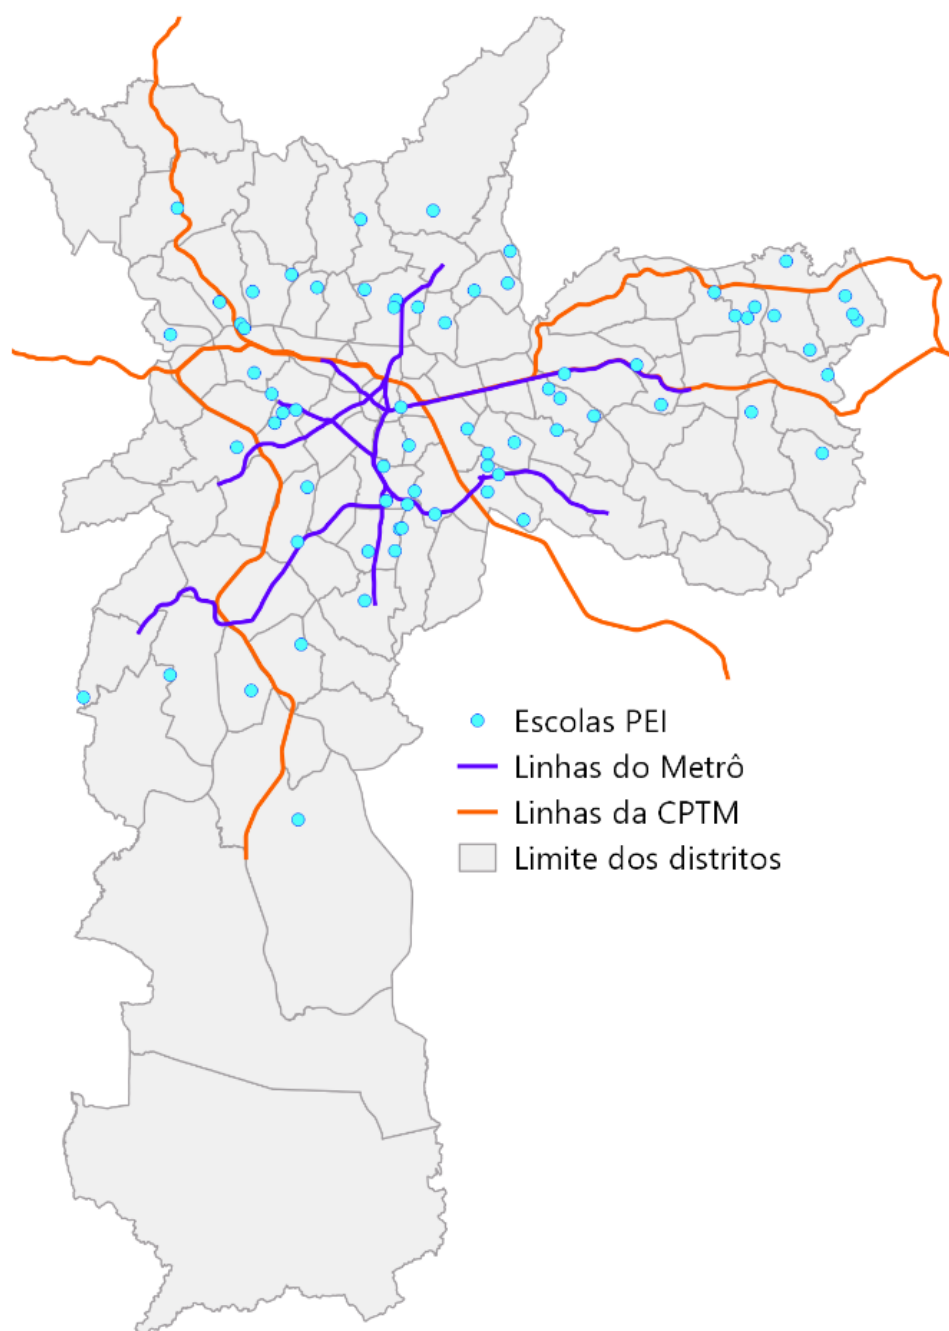 Escolas PEI
Linhas do Metrô
Linhas da CPTM
Limite dos distritos